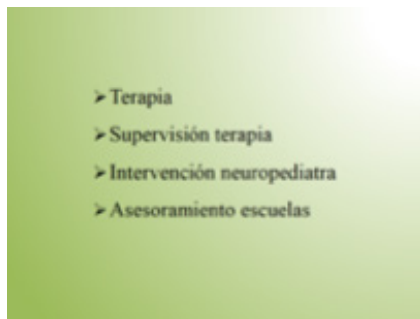 ➢ Terapia
➢ Supervisión terapia
➢ Intervención neuropediatra
➢ Asesoramiento escuelas